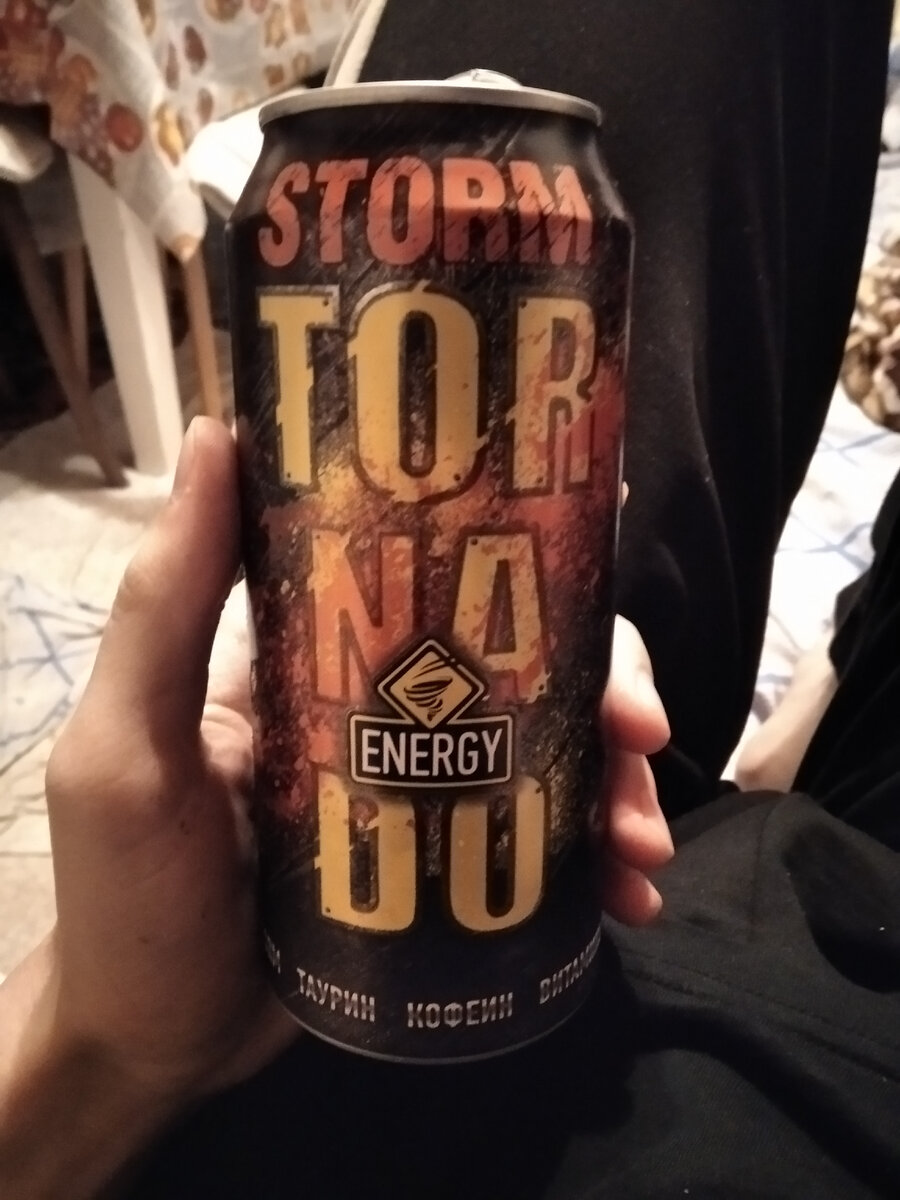 STORM
TOR
NA
ENERGY
DO
ТАУРИН КОФЕИН